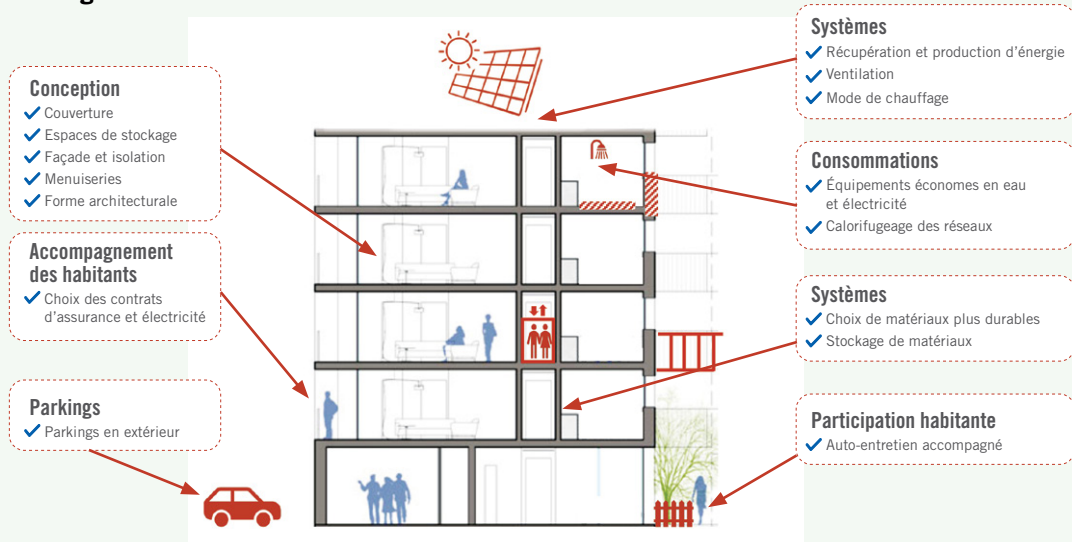 Conception
Couverture
Espaces de stockage
Façade et isolation
Menuiseries
Forme architecturale
Accompagnement
des habitants
Choix des contrats
d'assurance et électricité
Parkings
Parkings en extérieur
Systèmes
Récupération et production d'énergie
Ventilation
Mode de chauffage
Consommations
Équipements économes en eau
et électricité
Calorifugeage des réseaux
Systèmes
Choix de matériaux plus durables
Stockage de matériaux
Participation habitante
Auto-entretien accompagné